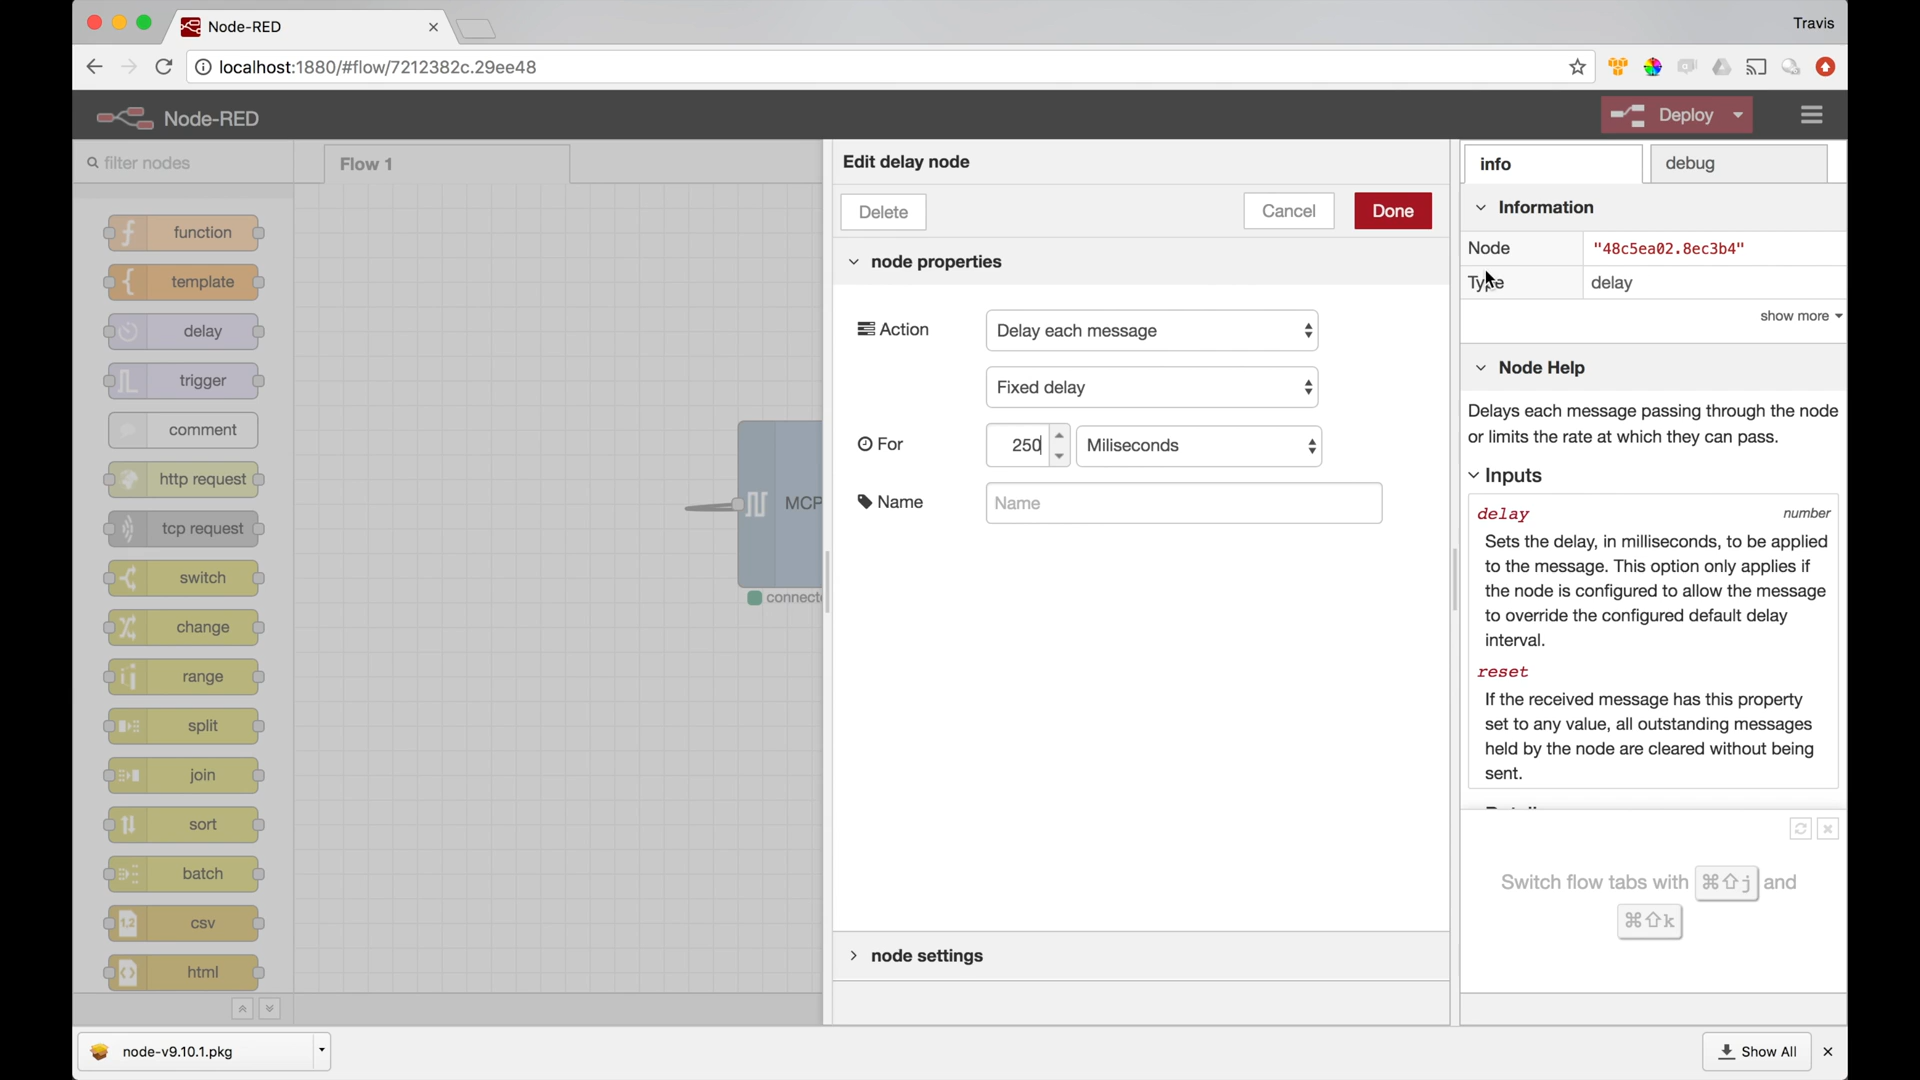 Node-RED
Travis
localhost:1880/#flow/7212382c.29ee48
Node-RED
Deploy
filter nodes
Flow 1
Edit delay node
info
debug
Delete
Cancel
Done
Information
Node
"48c5ea02.8ec3b4"
Type
delay
show more
node properties
Action
Delay each message
Fixed delay
For
250
Miliseconds
Name
Name
function
template
delay
trigger
comment
http request
tcp request
switch
change
range
split
join
sort
batch
csv
html
MCP
connect
Node Help
Delays each message passing through the node
or limits the rate at which they can pass.
Inputs
delay
number
Sets the delay, in milliseconds, to be applied
to the message. This option only applies if
the node is configured to allow the message
to override the configured default delay
interval.
reset
If the received message has this property
set to any value, all outstanding messages
held by the node are cleared without being
sent.
Switch flow tabs with ⌘⇧j and
⌘⇧k
node settings
node-v9.10.1.pkg
Show All